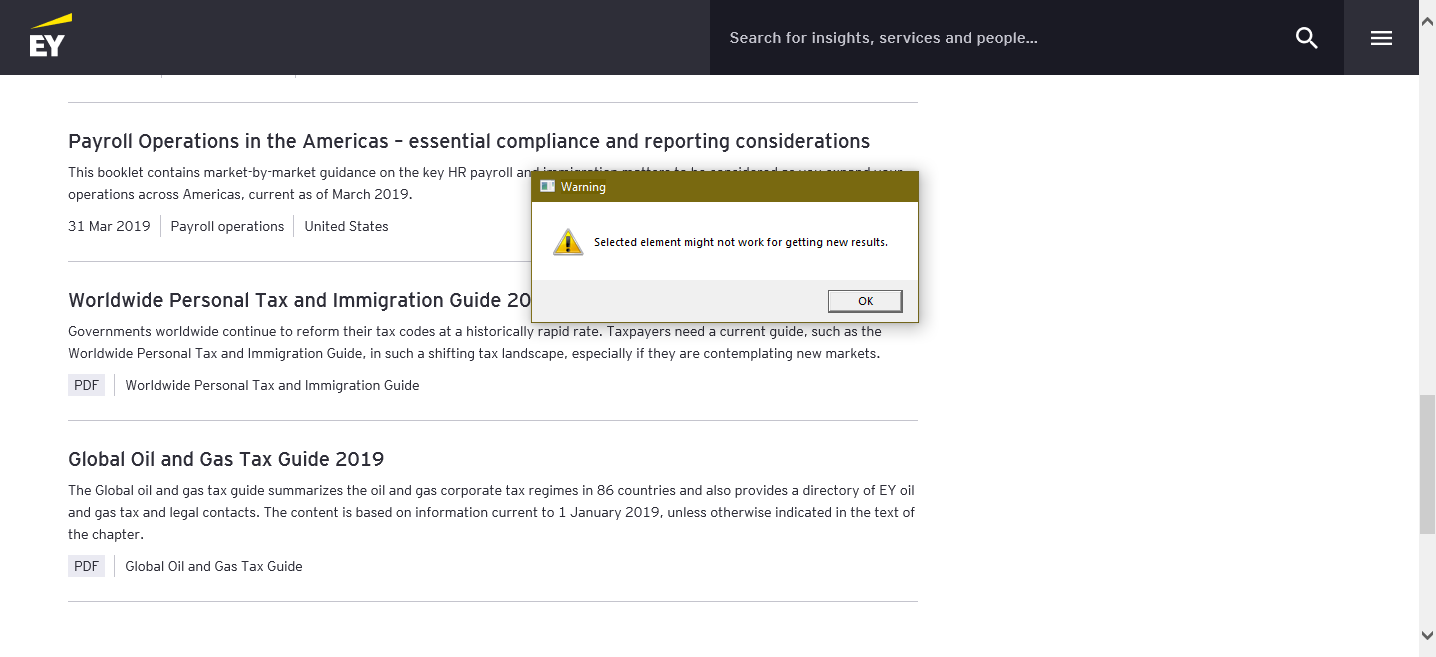 EY
Search for insights, services and people...
Payroll Operations in the Americas – essential compliance and reporting considerations
This booklet contains market-by-market guidance on the key HR payroll and immigration matters to be considered as you expand your
operations across Americas, current as of March 2019.
31 Mar 2019 Payroll operations United States
Warning
Selected element might not work for getting new results.
OK
Worldwide Personal Tax and Immigration Guide 20
Governments worldwide continue to reform their tax codes at a historically rapid rate. Taxpayers need a current guide, such as the
Worldwide Personal Tax and Immigration Guide, in such a shifting tax landscape, especially if they are contemplating new markets.
PDF Worldwide Personal Tax and Immigration Guide
Global Oil and Gas Tax Guide 2019
The Global oil and gas tax guide summarizes the oil and gas corporate tax regimes in 86 countries and also provides a directory of EY oil
and gas tax and legal contacts. The content is based on information current to 1 January 2019, unless otherwise indicated in the text of
the chapter.
PDF Global Oil and Gas Tax Guide